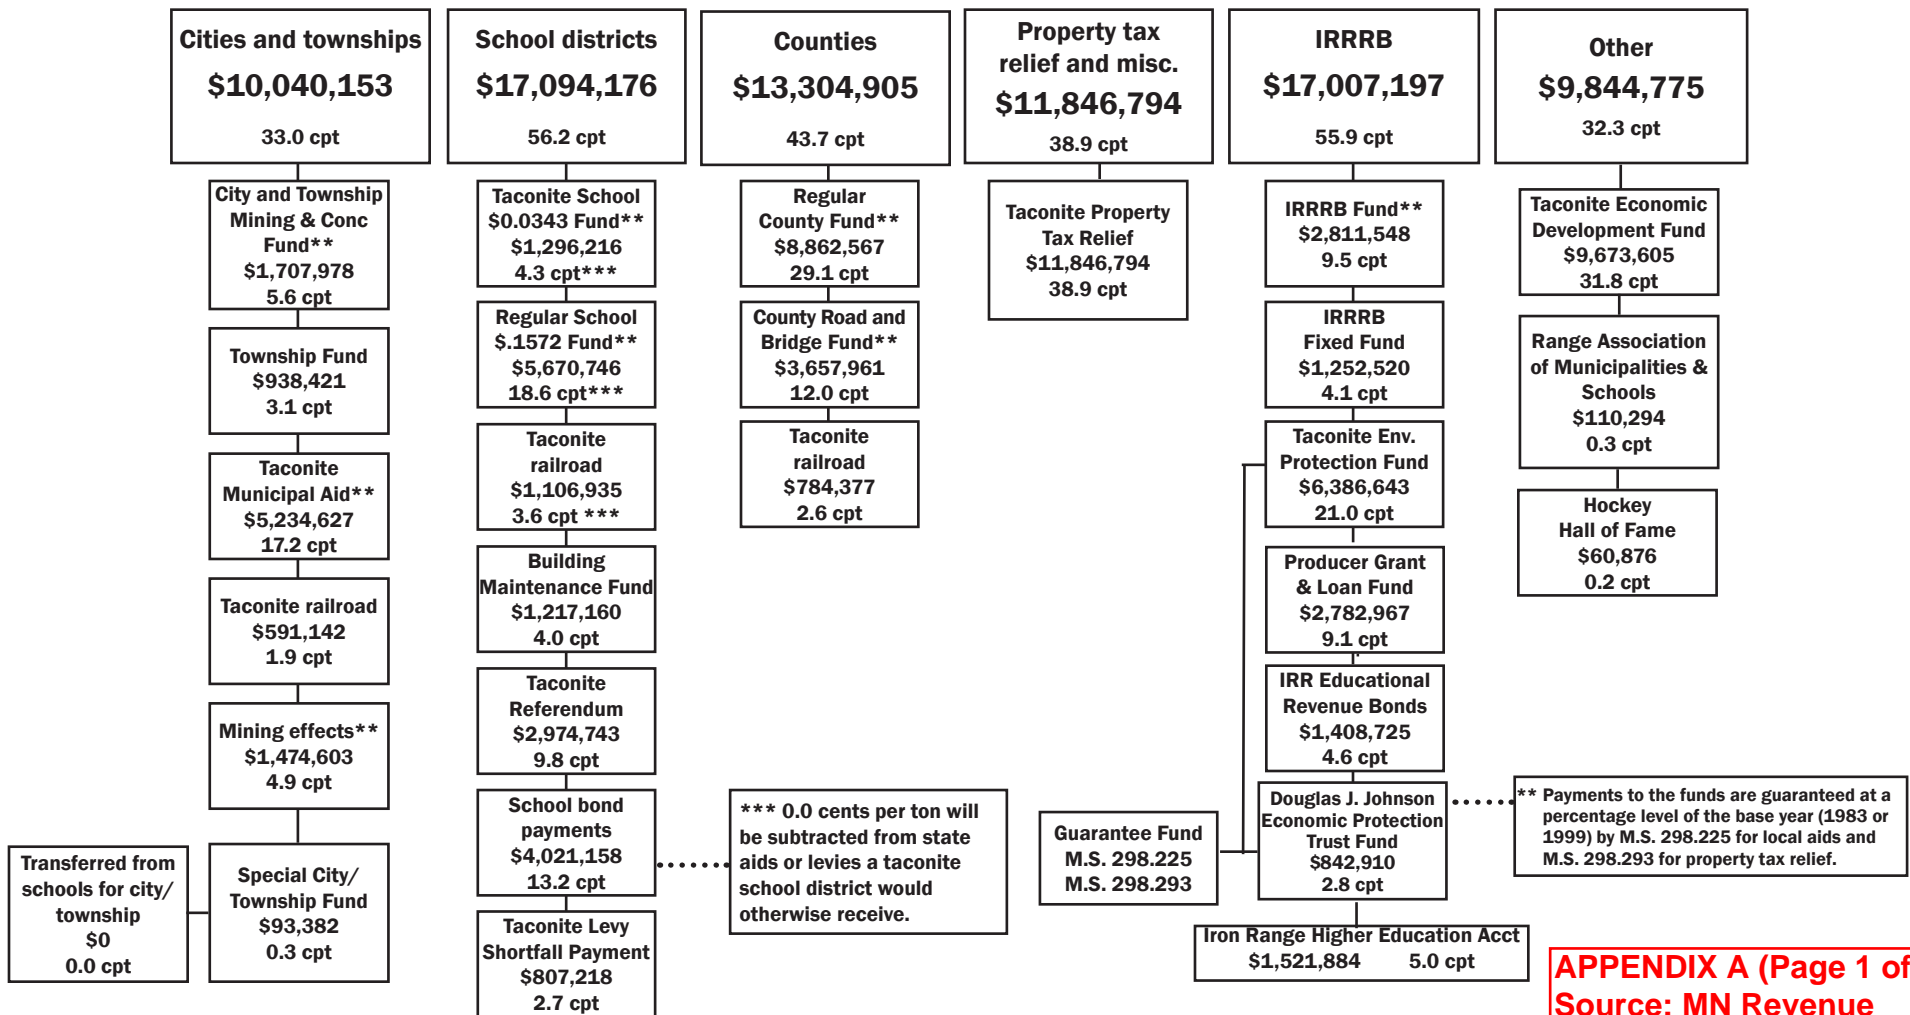 Cities and townships
$10,040,153
33.0 cpt
City and Township
Mining & Conc
Fund**
$1,707,978
5.6 cpt
Township Fund
$938,421
3.1 cpt
Taconite
Municipal Aid**
$5,234,627
17.2 cpt
Taconite railroad
$591,142
1.9 cpt
Mining effects**
$1,474,603
4.9 cpt
Special City/
Township Fund
$93,382
0.3 cpt
Transferred from
schools for city/
township
$0
0.0 cpt
School districts
$17,094,176
56.2 cpt
Taconite School
$0.0343 Fund**
$1,296,216
4.3 cpt***
Regular School
$.1572 Fund**
$5,670,746
18.6 cpt***
Taconite
railroad
$1,106,935
3.6 cpt ***
Building
Maintenance Fund
$1,217,160
4.0 cpt
Taconite
Referendum
$2,974,743
9.8 cpt
School bond
payments
$4,021,158
13.2 cpt
Taconite Levy
Shortfall Payment
$807,218
2.7 cpt
*** 0.0 cents per ton will
be subtracted from state
aids or levies a taconite
school district would
otherwise receive.
Counties
$13,304,905
43.7 cpt
Regular
County Fund**
$8,862,567
29.1 cpt
County Road and
Bridge Fund**
$3,657,961
12.0 cpt
Taconite
railroad
$784,377
2.6 cpt
Property tax
relief and misc.
$11,846,794
38.9 cpt
Taconite Property
Tax Relief
$11,846,794
38.9 cpt
IRRRB
$17,007,197
55.9 cpt
IRRRB Fund**
$2,811,548
9.5 cpt
IRRRB
Fixed Fund
$1,252,520
4.1 cpt
Taconite Env.
Protection Fund
$6,386,643
21.0 cpt
Producer Grant
& Loan Fund
$2,782,967
9.1 cpt
IRR Educational
Revenue Bonds
$1,408,725
4.6 cpt
Douglas J. Johnson
Economic Protection
Trust Fund
$842,910
2.8 cpt
Guarantee Fund
M.S. 298.225
M.S. 298.293
Iron Range Higher Education Acct
$1,521,884 5.0 cpt
Other
$9,844,775
32.3 cpt
Taconite Economic
Development Fund
$9,673,605
31.8 cpt
Range Association
of Municipalities &
Schools
$110,294
0.3 cpt
Hockey
Hall of Fame
$60,876
0.2 cpt
** Payments to the funds are guaranteed at a
percentage level of the base year (1983 or
1999) by M.S. 298.225 for local aids and
M.S. 298.293 for property tax relief.
APPENDIX A (Page 1 of
Source: MN Revenue